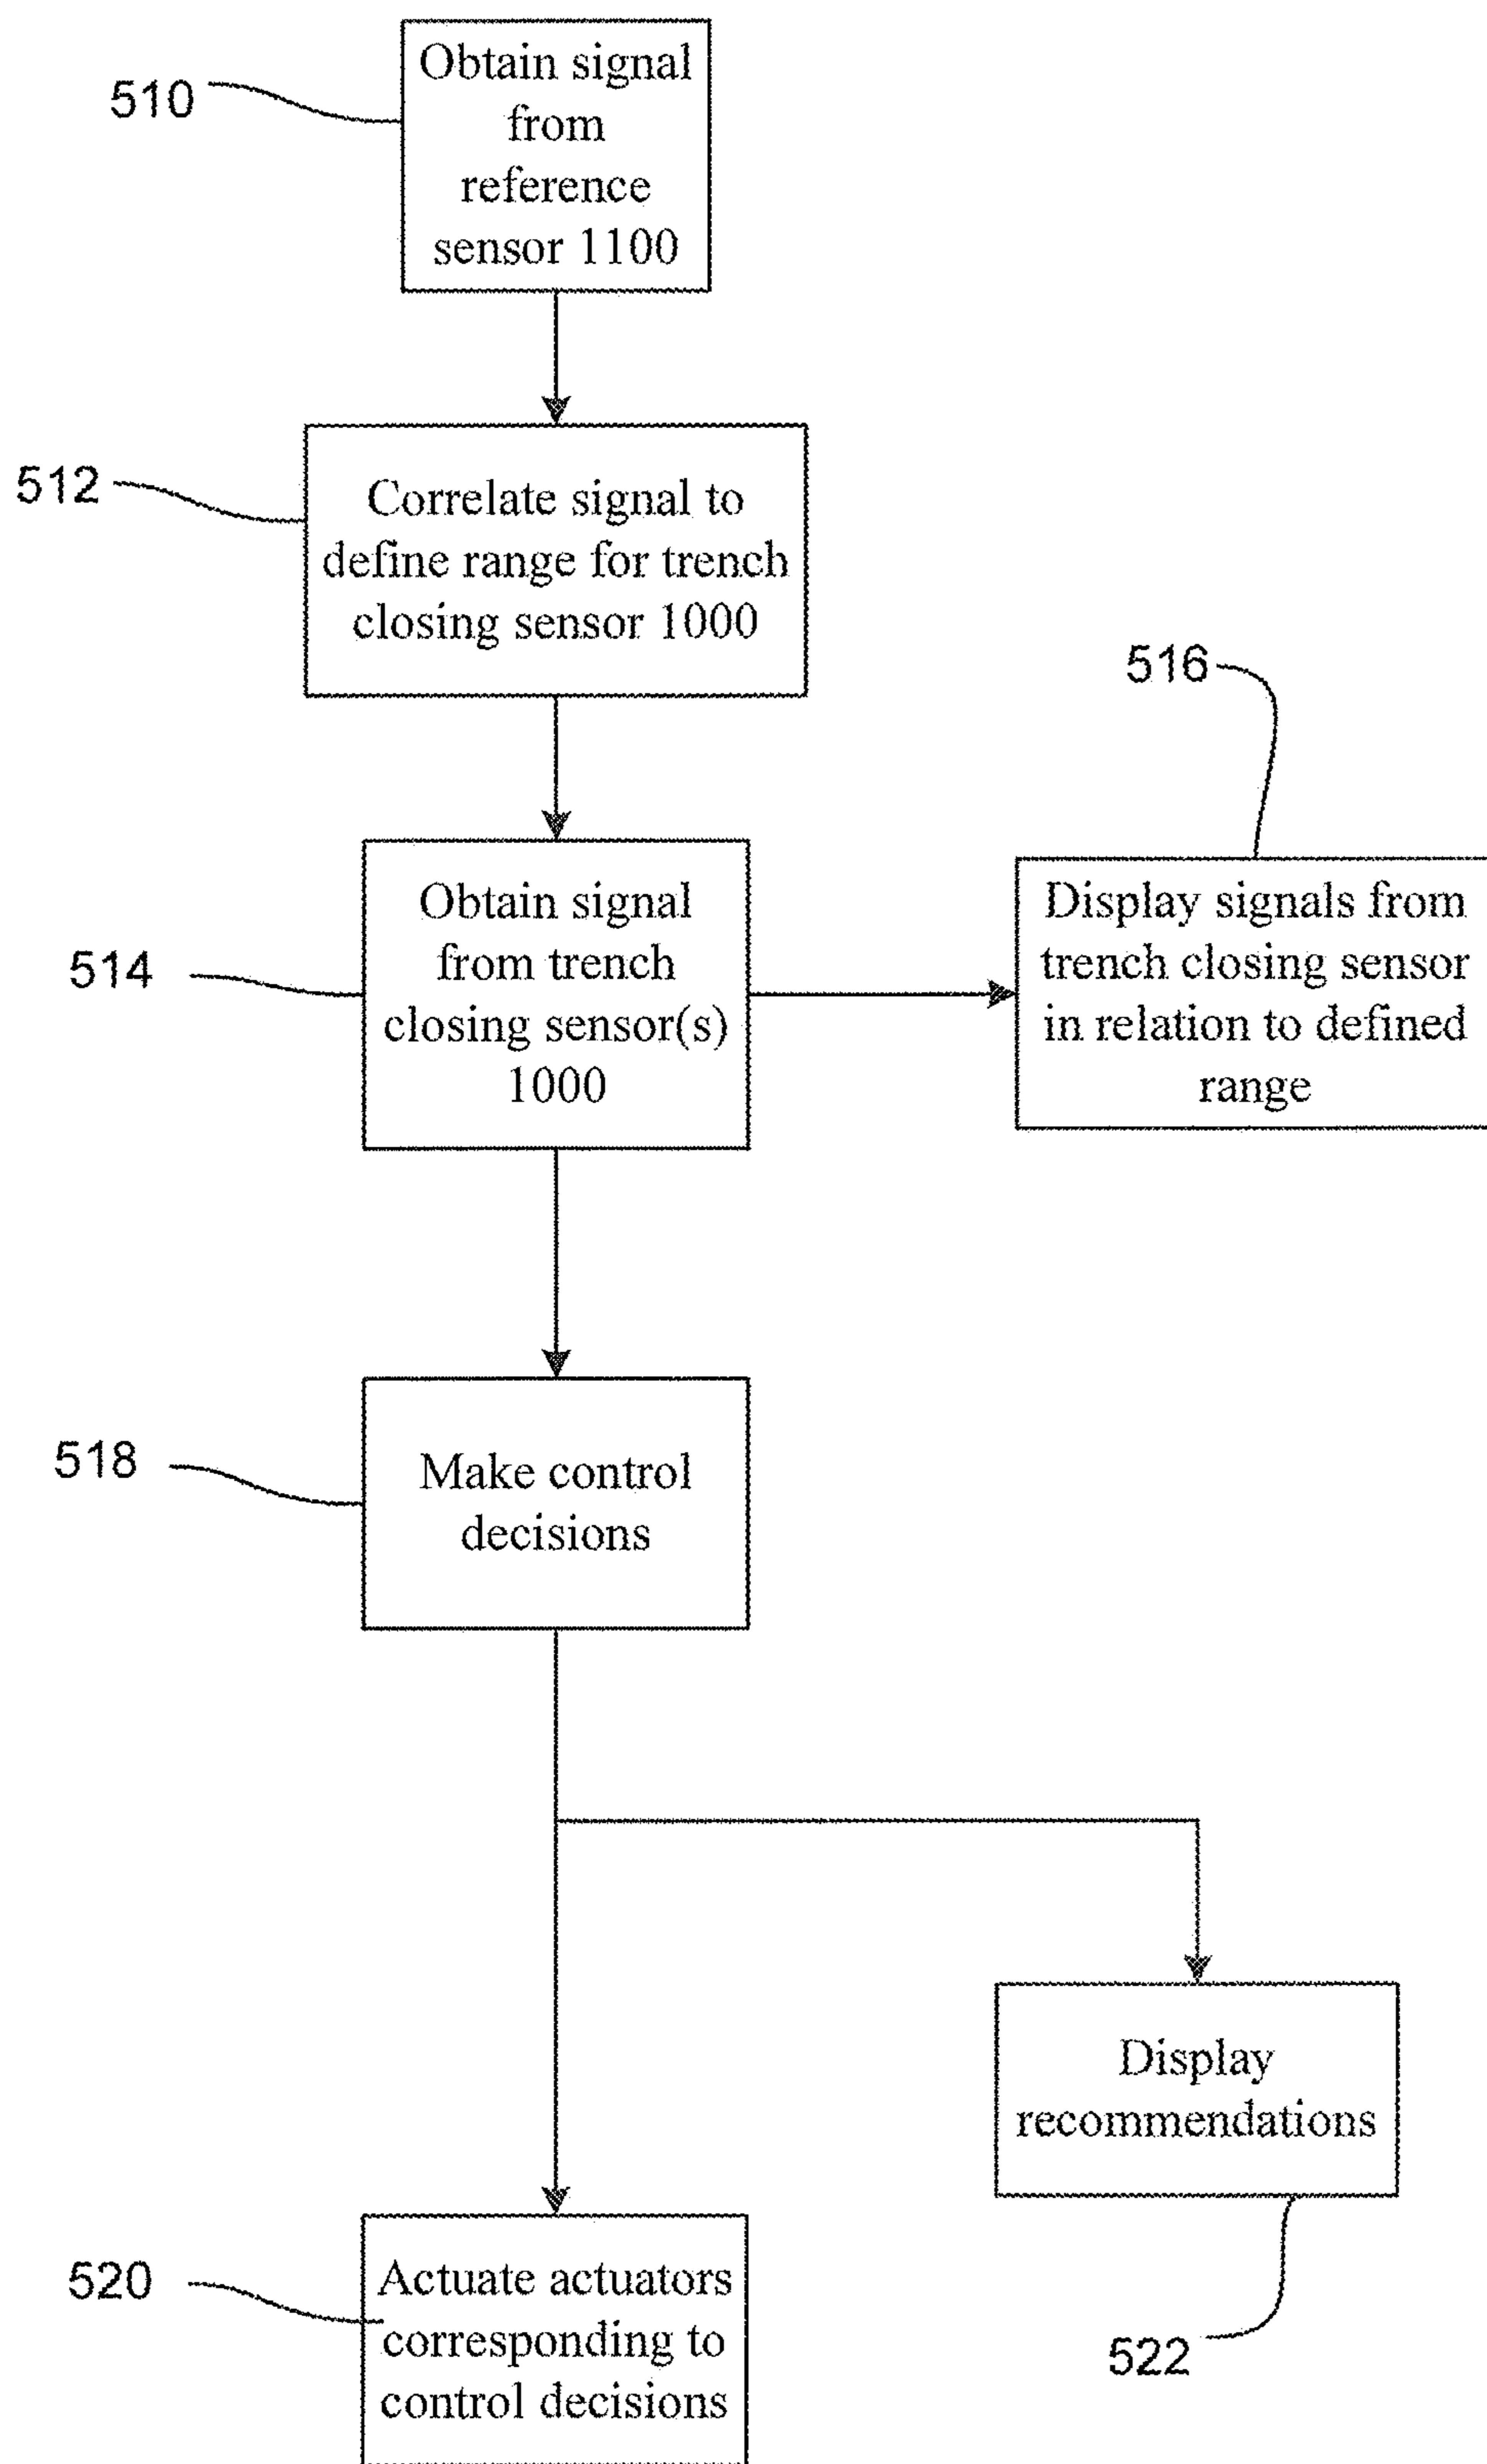 510
Obtain signal
from
reference
sensor 1100
512
Correlate signal to
define range for trench
closing sensor 1000
516
514
Obtain signal
from trench
closing sensor(s)
1000
Display signals from
trench closing sensor
in relation to defined
range
518
Make control
decisions
Display
recommendations
520
Actuate actuators
corresponding to
control decisions
522